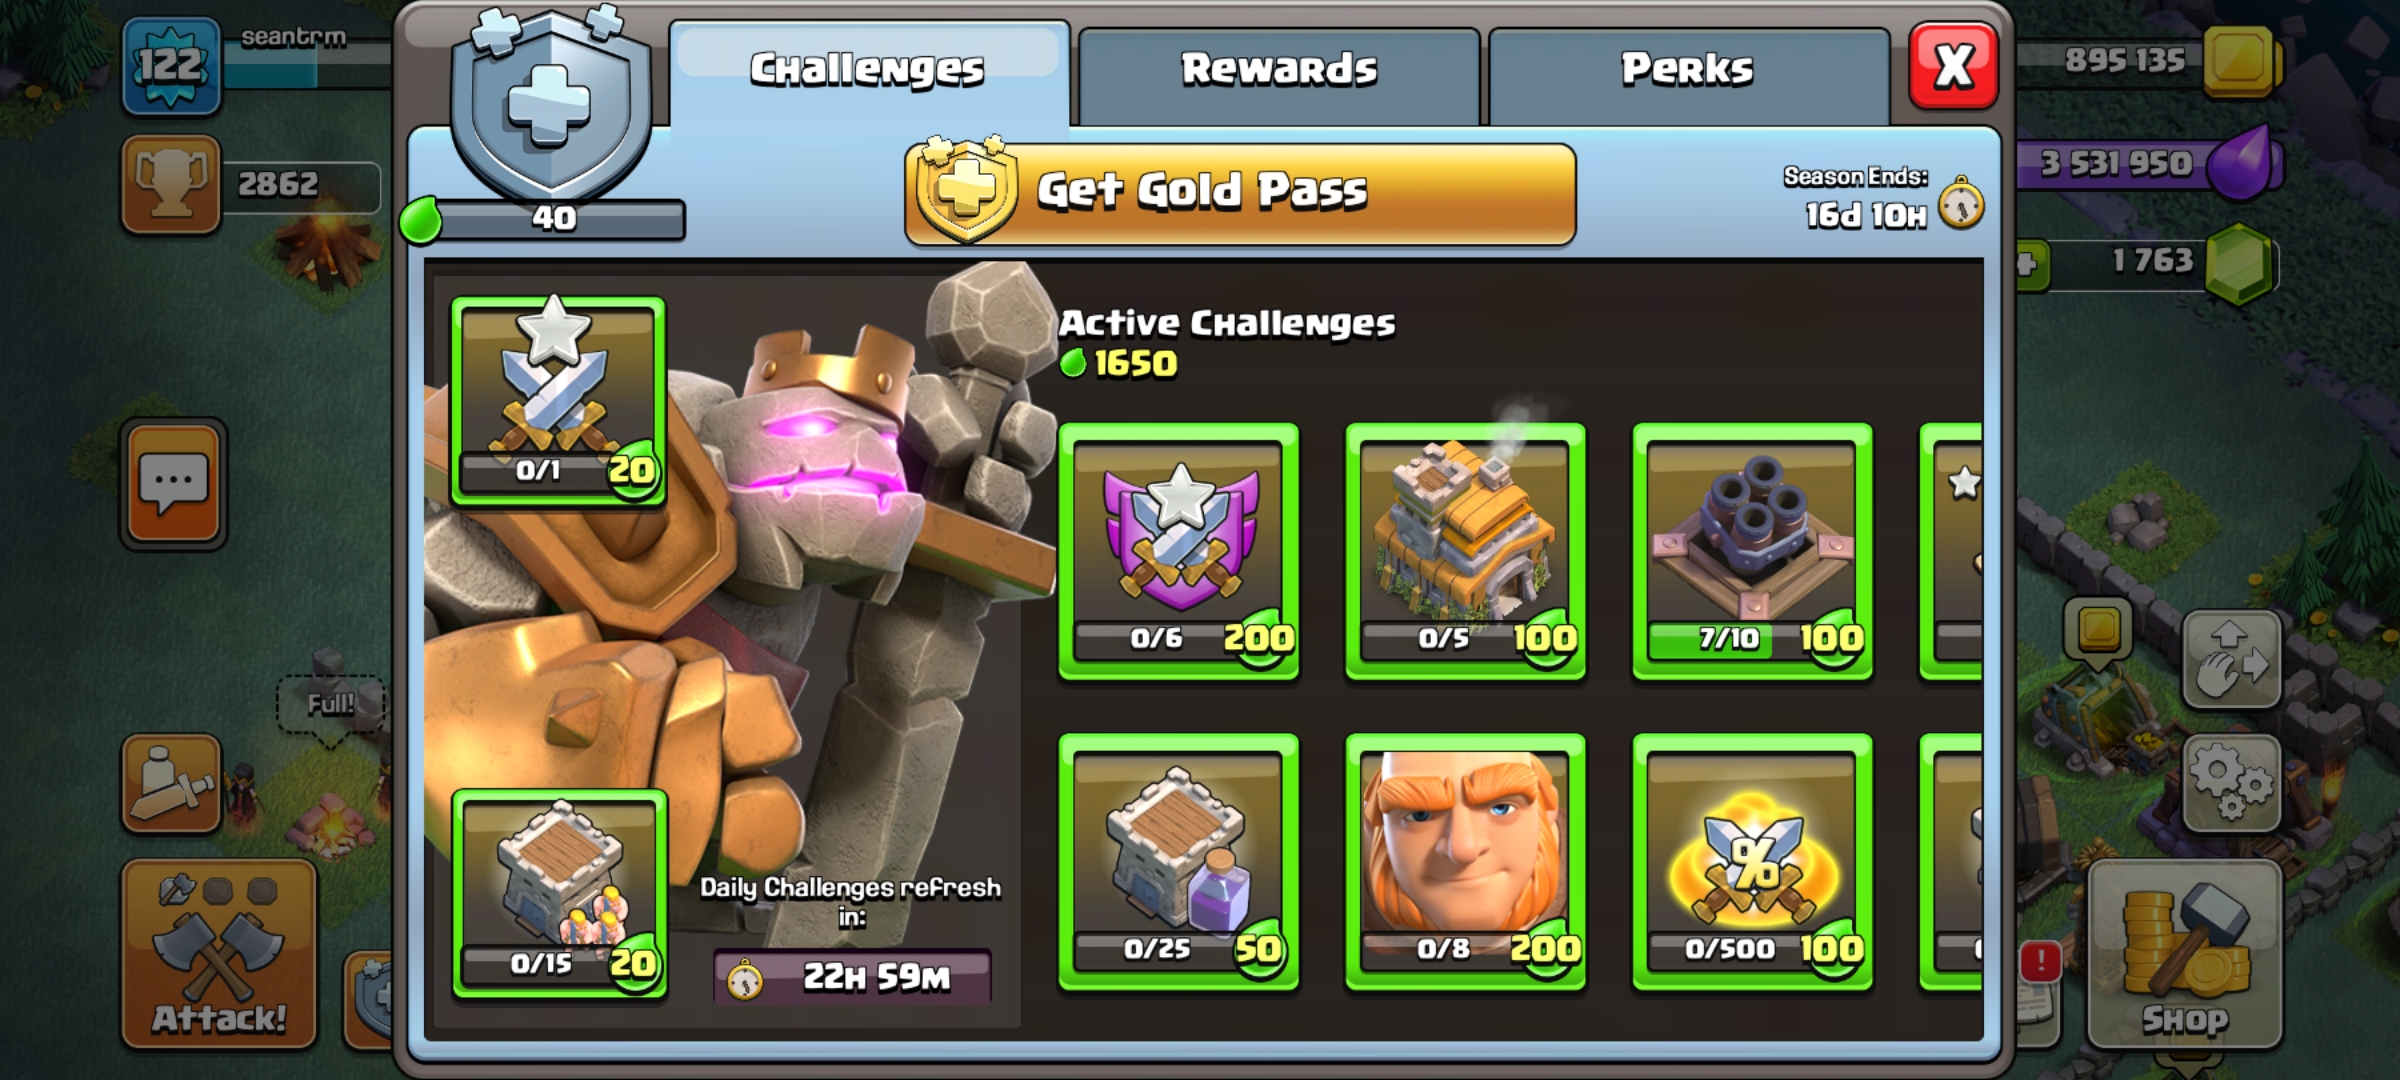 122
seantrm
2862
Challenges
Rewards
Perks
X
895 135
3 531 950
1 763
40
Get Gold Pass
Season Ends:
16d 10H
Active Challenges
1650
0/1
20
0/6
200
0/5
100
7/10
100
Full!
0/15
20
Daily Challenges refresh
in:
22H 59M
0/25
50
0/8
200
0/500
%
100
!
Attack!
Shop